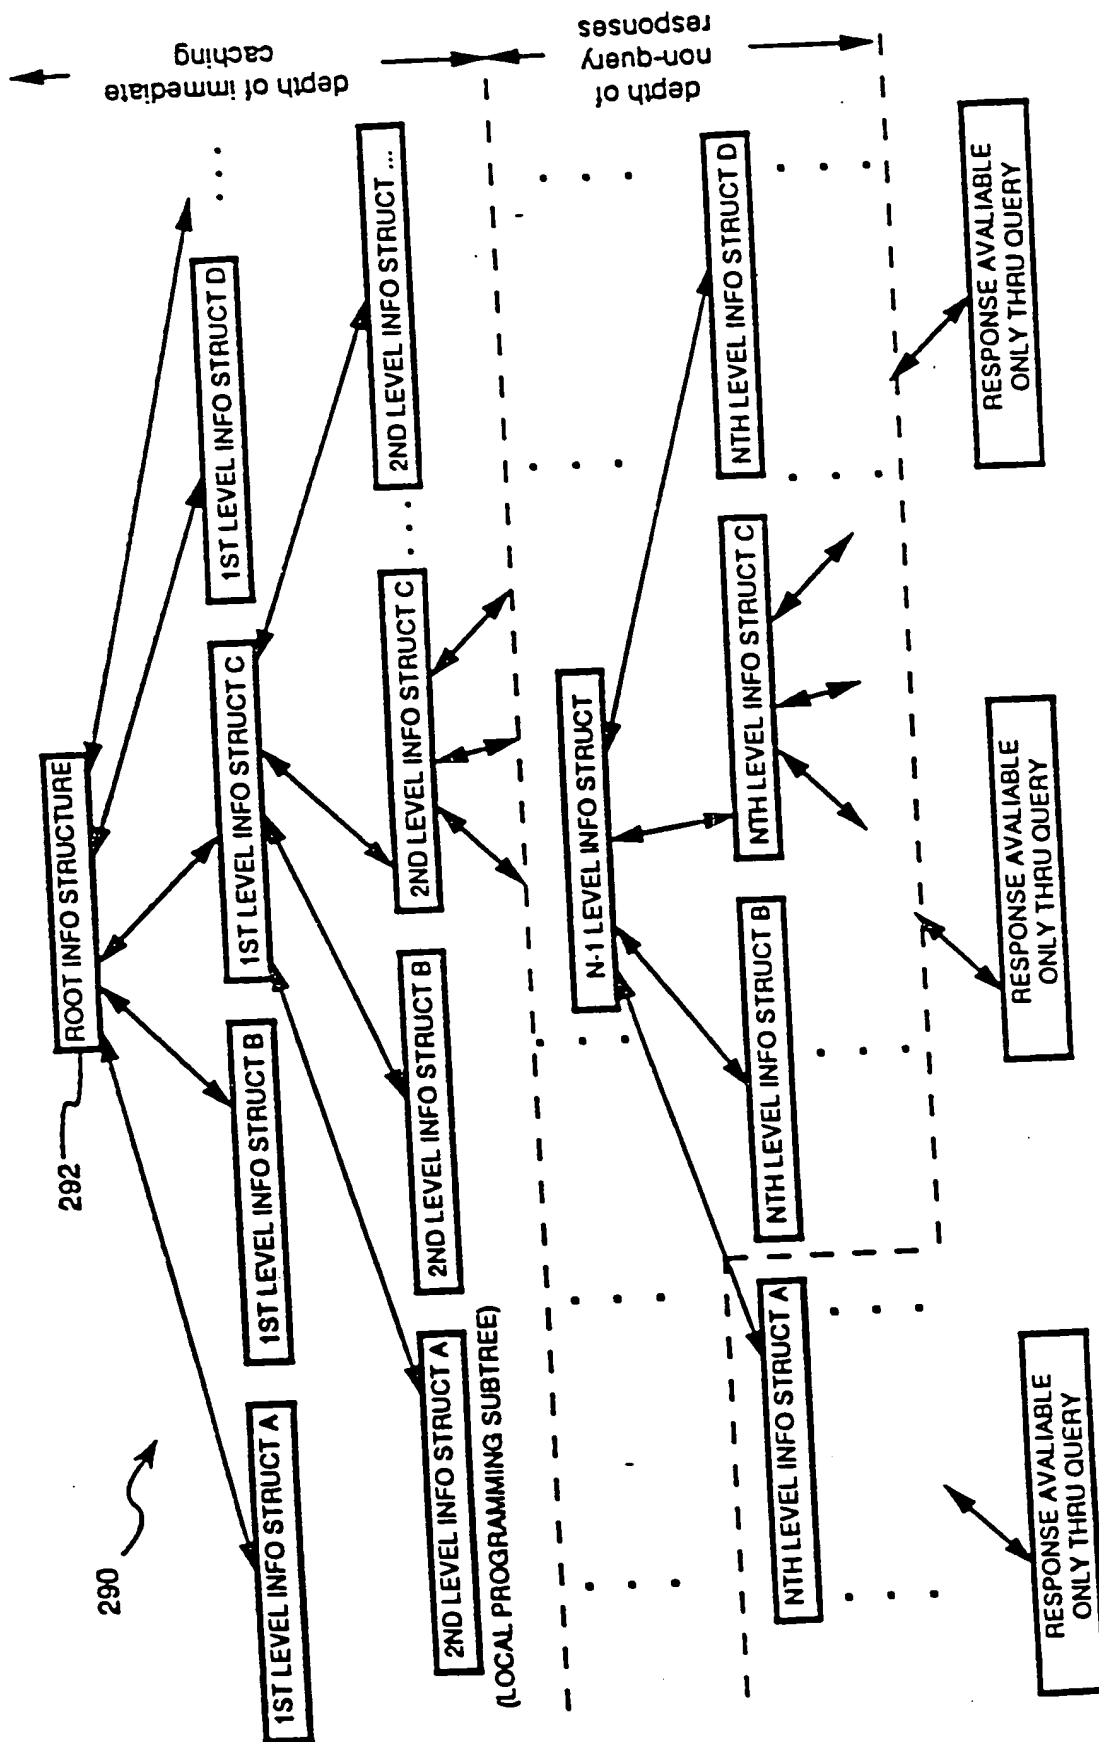 290
292
ROOT INFO STRUCTURE
1ST LEVEL INFO STRUCT A
1ST LEVEL INFO STRUCT B
1ST LEVEL INFO STRUCT C
1ST LEVEL INFO STRUCT D
...
depth of immediate
caching
2ND LEVEL INFO STRUCT A
(LOCAL PROGRAMMING SUBTREE)
2ND LEVEL INFO STRUCT B
2ND LEVEL INFO STRUCT C
...
2ND LEVEL INFO STRUCT ...
depth of
non-query
responses
N-1 LEVEL INFO STRUCT
NTH LEVEL INFO STRUCT A
NTH LEVEL INFO STRUCT B
NTH LEVEL INFO STRUCT C
NTH LEVEL INFO STRUCT D
RESPONSE AVALIABLE
ONLY THRU QUERY
RESPONSE AVALIABLE
ONLY THRU QUERY
RESPONSE AVALIABLE
ONLY THRU QUERY